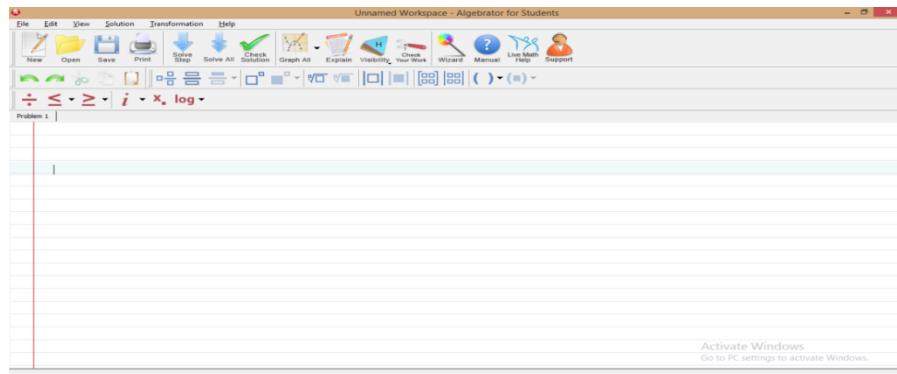 Unnamed Workspace - Algebrator for Students
File Edit View Solution Transformation Help
New Open Save Print Solve Step Solve All Check Solution Graph All Explain Visibility Check Your Work Wizard Manual Live Math Help Support
÷ ≤ ≥ i x. log
Problem 1
Activate Windows
Go to PC settings to activate Windows.